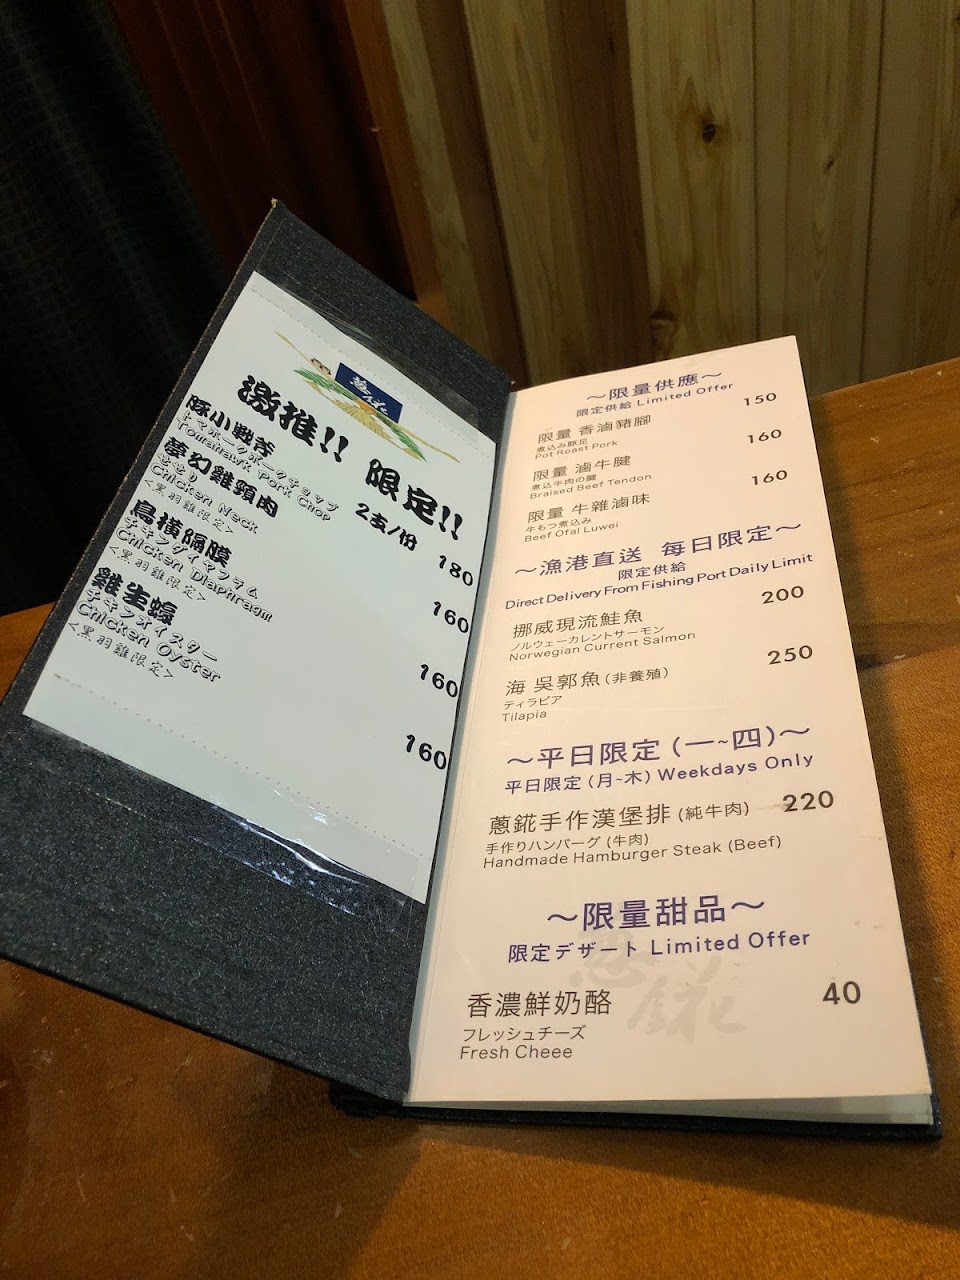 蔥錵
激推!! 限定!!
豚小戰斧 2支/份 180
トマホークポークチョップ
Tomahawk Pork Chop
夢幻雞頸肉 160
せせり
Chicken Neck
<黑羽雞限定>
鳥橫隔膜 160
チキンダイヤフラム
Chicken Diaphragm
<黑羽雞限定>
雞生蠔 160
チキンオイスター
Chicken Oyster
<黑羽雞限定>
～限量供應～
限定供給 Limited Offer
限量 香滷豬腳 150
煮込み豚足
Pot Roast Pork
限量 滷牛腱 160
煮込牛肉の腱
Braised Beef Tendon
限量 牛雜滷味 160
牛もつ煮込み
Beef Ofal Luwei
～漁港直送 每日限定～
限定供給
Direct Delivery From Fishing Port Daily Limit
挪威現流鮭魚 200
ノルウェーカレントサーモン
Norwegian Current Salmon
海 吳郭魚 (非養殖) 250
ティラピア
Tilapia
～平日限定 (一~四)～
平日限定 (月~木) Weekdays Only
蔥錵手作漢堡排 (純牛肉) 220
手作りハンバーグ (牛肉)
Handmade Hamburger Steak (Beef)
～限量甜品～
限定デザート Limited Offer
香濃鮮奶酪 40
フレッシュチーズ
Fresh Cheee